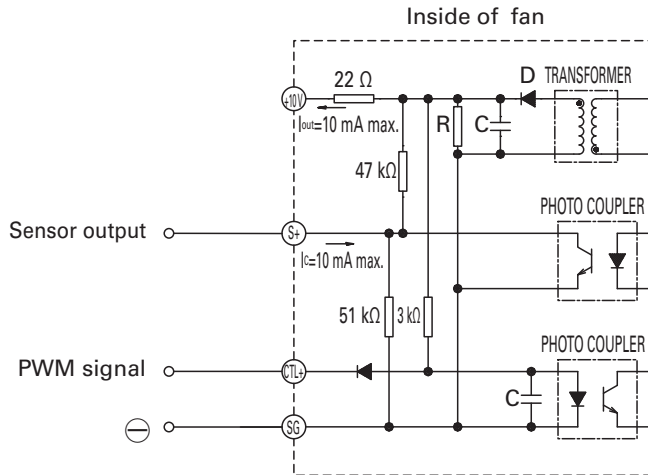 Inside of fan
+10V
22 Ω
D
TRANSFORMER
Iout=10 mA max.
R
C
47 kΩ
PHOTO COUPLER
Sensor output
S+
Ic=10 mA max.
51 kΩ
3 kΩ
PHOTO COUPLER
PWM signal
CTL+
C
−
SG